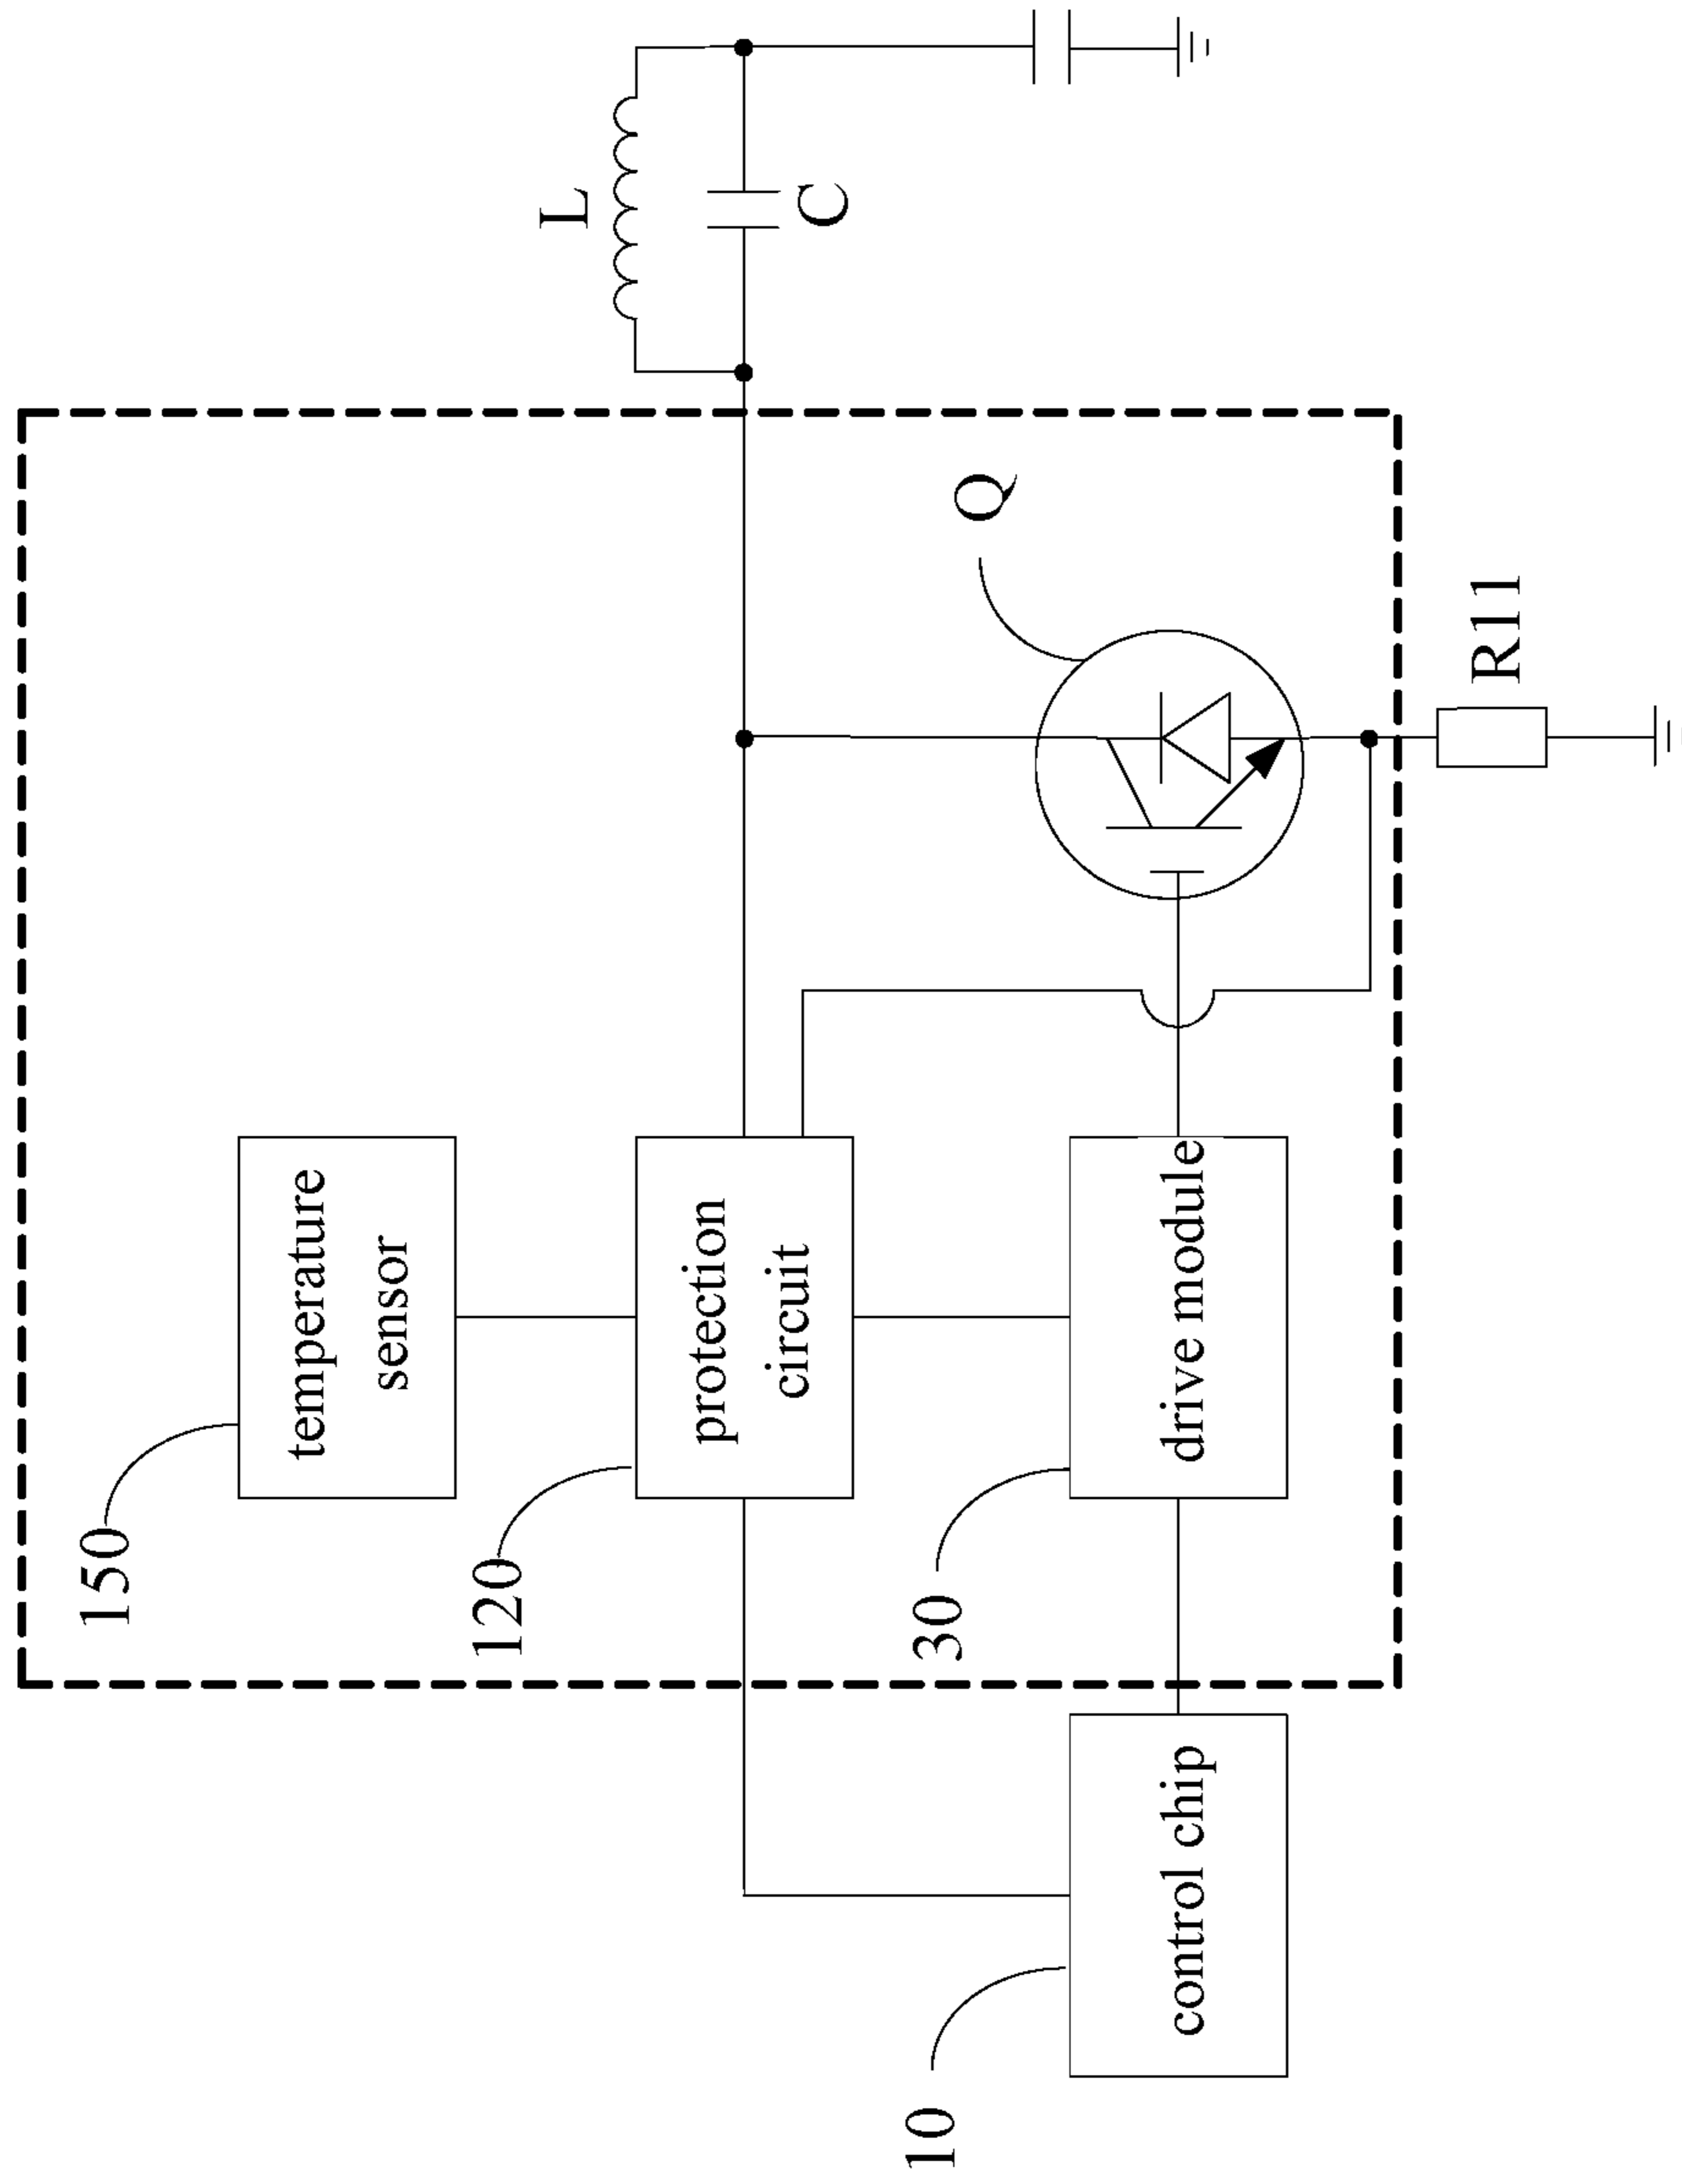 150
temperature
sensor
120
protection
circuit
L
C
Q
30
drive module
10
control chip
R11